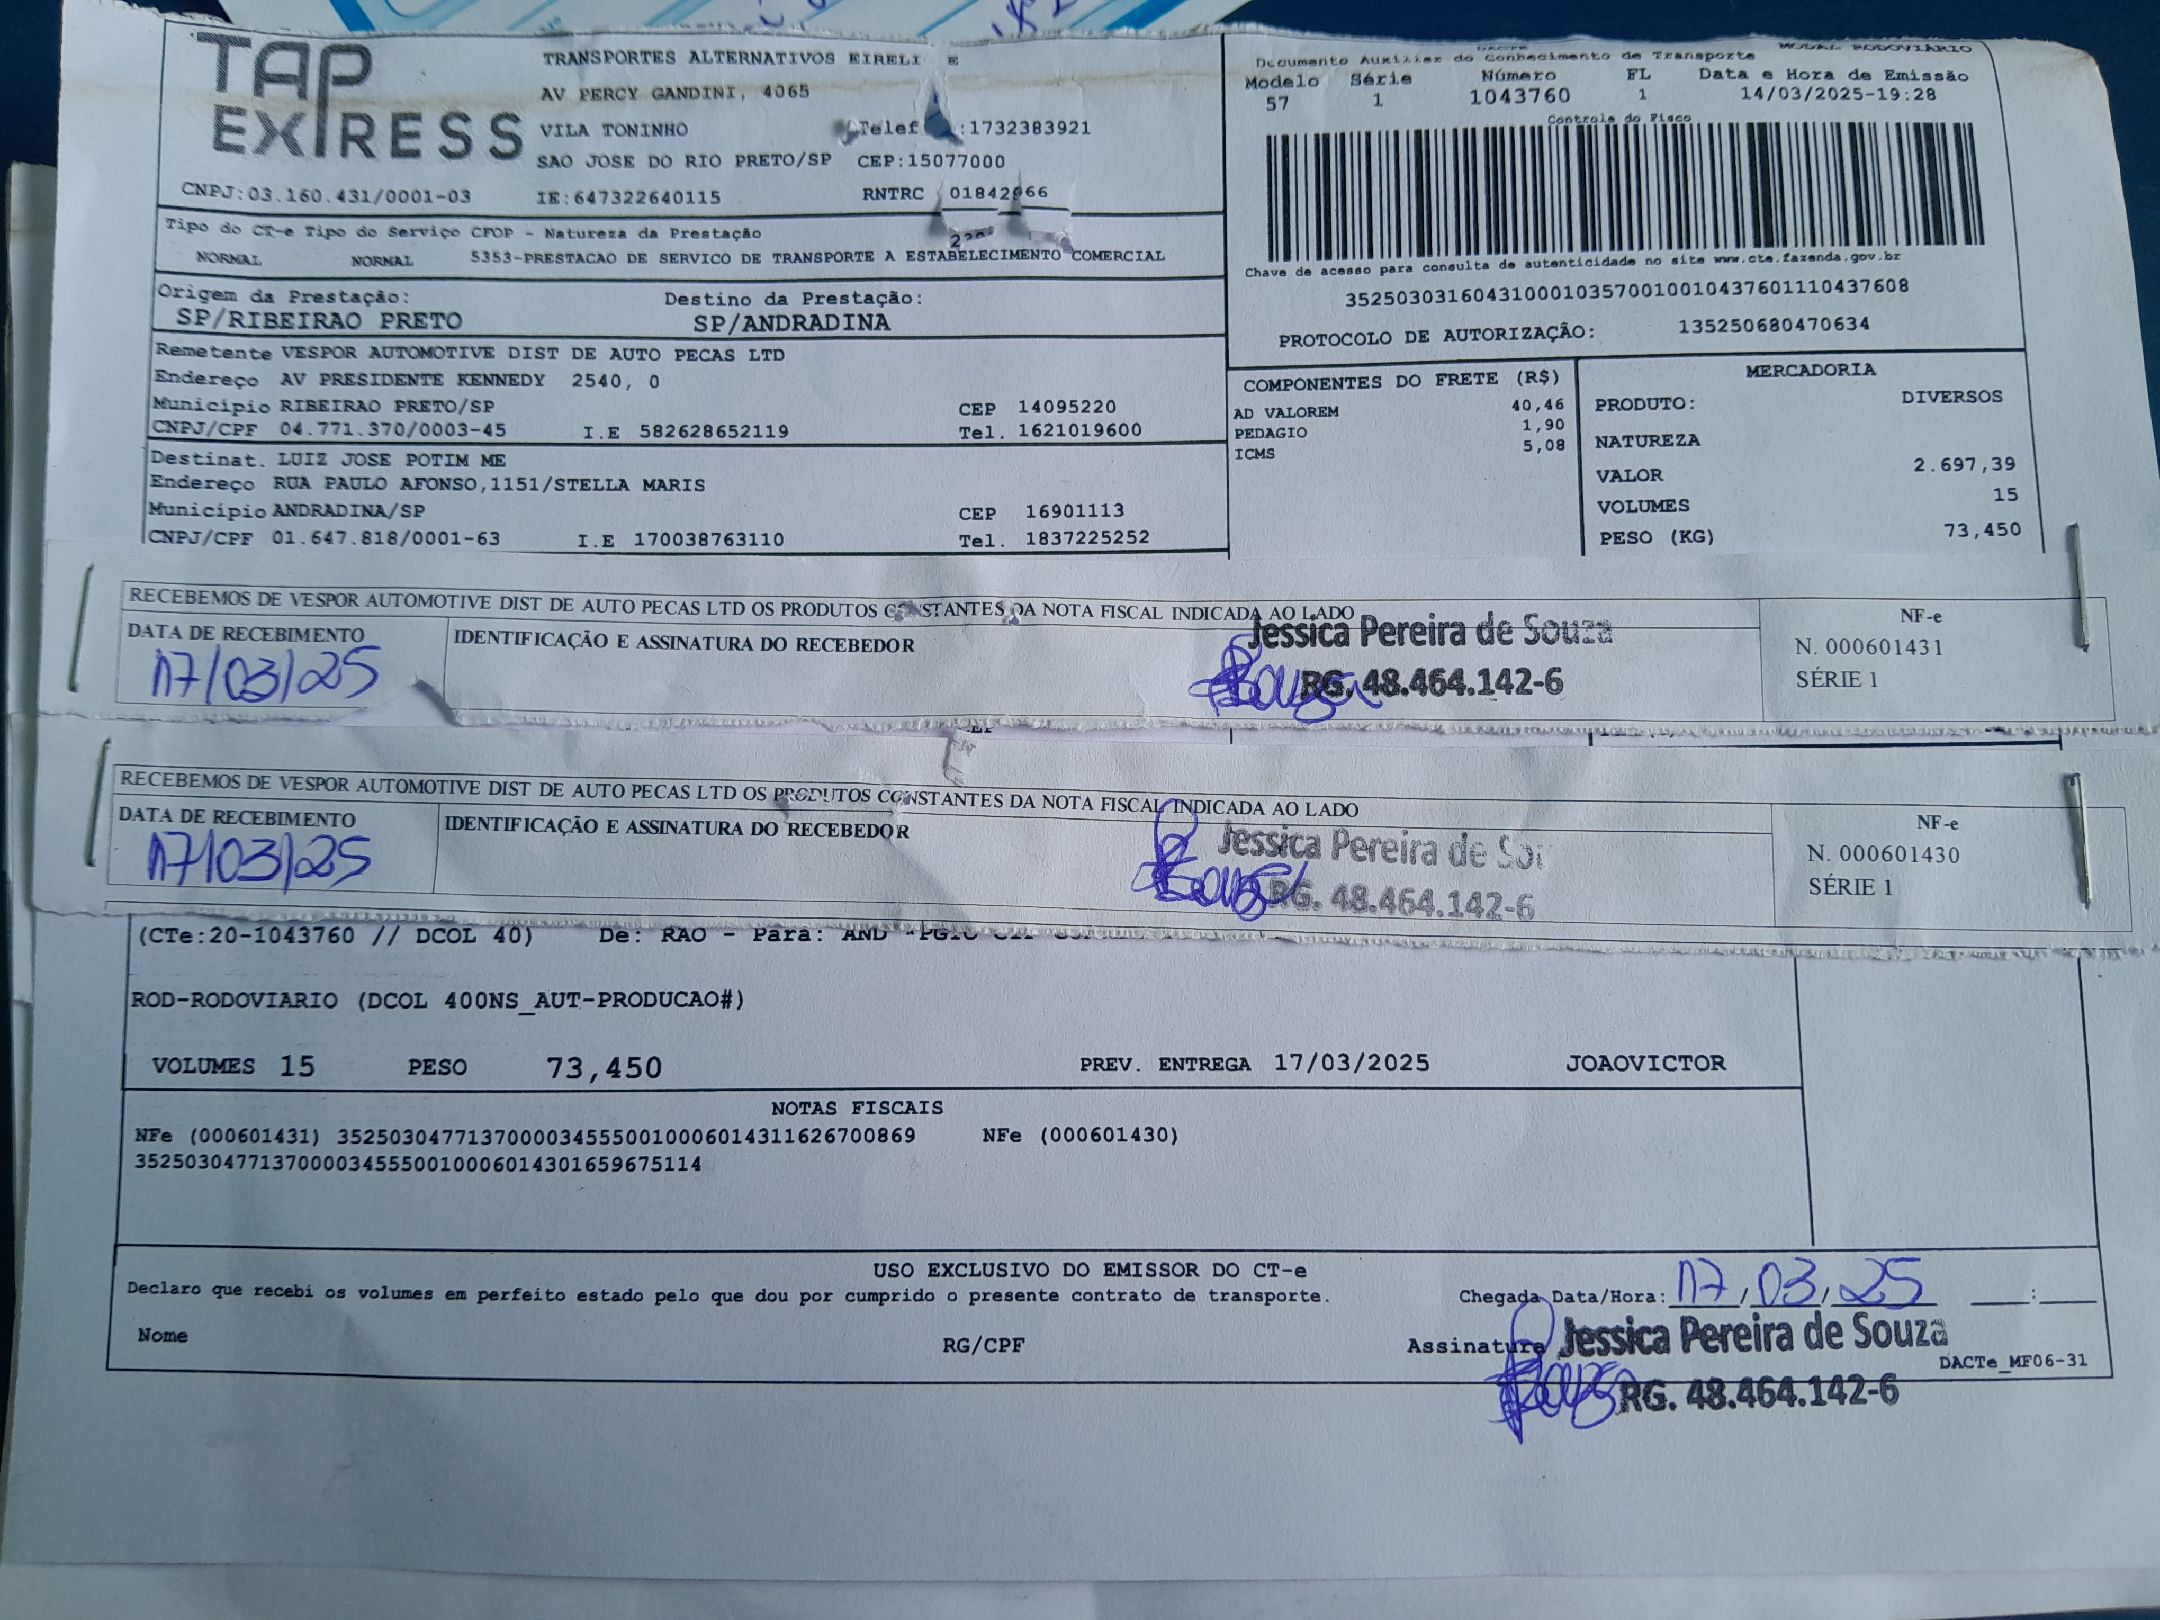 TAP EXPRESS
TRANSPORTES ALTERNATIVOS EIRELI E
AV PERCY GANDINI, 4065
VILA TONINHO Telef :1732383921
SAO JOSE DO RIO PRETO/SP CEP:15077000
CNPJ:03.160.431/0001-03 IE:647322640115 RNTRC 01842966
Tipo do CT-e Tipo do Serviço CFOP - Natureza da Prestação
NORMAL NORMAL 5353-PRESTACAO DE SERVICO DE TRANSPORTE A ESTABELECIMENTO COMERCIAL
Origem da Prestação: Destino da Prestação:
SP/RIBEIRAO PRETO SP/ANDRADINA
Remetente VESPOR AUTOMOTIVE DIST DE AUTO PECAS LTD
Endereço AV PRESIDENTE KENNEDY 2540, 0
Município RIBEIRAO PRETO/SP CEP 14095220
CNPJ/CPF 04.771.370/0003-45 I.E 582628652119 Tel. 1621019600
Destinat. LUIZ JOSE POTIM ME
Endereço RUA PAULO AFONSO,1151/STELLA MARIS
Município ANDRADINA/SP CEP 16901113
CNPJ/CPF 01.647.818/0001-63 I.E 170038763110 Tel. 1837225252
DACTE MODAL RODOVIÁRIO
Documento Auxiliar do Conhecimento de Transporte
Modelo Série Número FL Data e Hora de Emissão
57 1 1043760 1 14/03/2025-19:28
Controle do Fisco
Chave de acesso para consulta de autenticidade no site www.cte.fazenda.gov.br
35250303160431000103570010010437601110437608
PROTOCOLO DE AUTORIZAÇÃO: 135250680470634
COMPONENTES DO FRETE (R$)
AD VALOREM 40,46
PEDAGIO 1,90
ICMS 5,08
MERCADORIA
PRODUTO: DIVERSOS
NATUREZA
VALOR 2.697,39
VOLUMES 15
PESO (KG) 73,450
RECEBEMOS DE VESPOR AUTOMOTIVE DIST DE AUTO PECAS LTD OS PRODUTOS CONSTANTES DA NOTA FISCAL INDICADA AO LADO
DATA DE RECEBIMENTO
17/03/25
IDENTIFICAÇÃO E ASSINATURA DO RECEBEDOR
Jessica Pereira de Souza
Souza RG. 48.464.142-6
NF-e
N. 000601431
SÉRIE 1
RECEBEMOS DE VESPOR AUTOMOTIVE DIST DE AUTO PECAS LTD OS PRODUTOS CONSTANTES DA NOTA FISCAL INDICADA AO LADO
DATA DE RECEBIMENTO
17/03/25
IDENTIFICAÇÃO E ASSINATURA DO RECEBEDOR
Jessica Pereira de Sou
Souza RG. 48.464.142-6
NF-e
N. 000601430
SÉRIE 1
(CTe:20-1043760 // DCOL 40) De: RAO - Para: AND
ROD-RODOVIARIO (DCOL 400NS_AUT-PRODUCAO#)
VOLUMES 15 PESO 73,450 PREV. ENTREGA 17/03/2025 JOAOVICTOR
NOTAS FISCAIS
NFe (000601431) 35250304771370000345550010006014311626700869 NFe (000601430)
35250304771370000345550010006014301659675114
USO EXCLUSIVO DO EMISSOR DO CT-e
Declaro que recebi os volumes em perfeito estado pelo que dou por cumprido o presente contrato de transporte. Chegada Data/Hora: 17/03/25 ____:____
Nome RG/CPF Assinatura Jessica Pereira de Souza
DACTe_MF06-31
Souza RG. 48.464.142-6